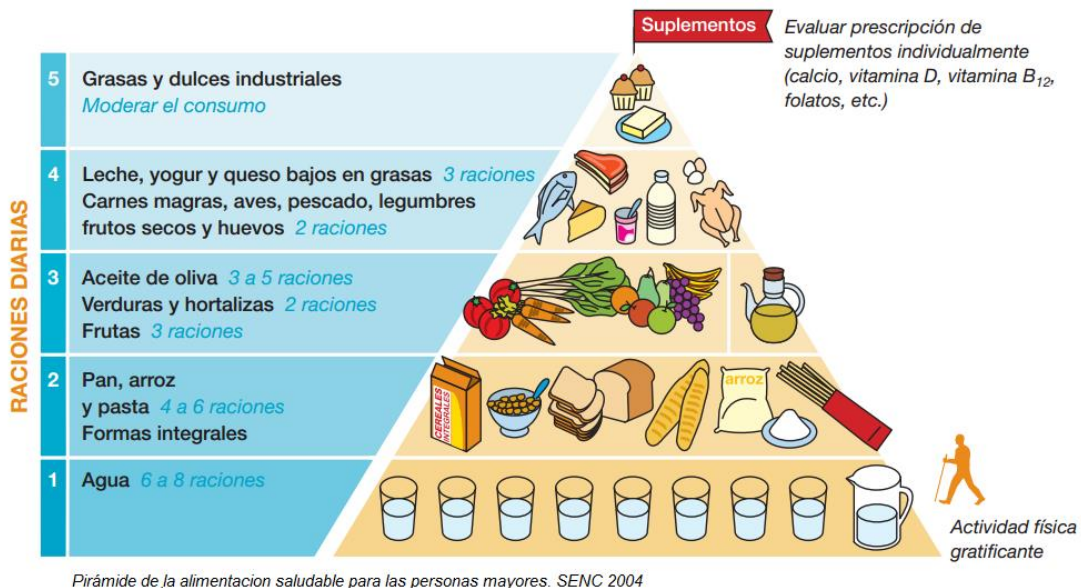 Suplementos
Evaluar prescripción de
suplementos individualmente
(calcio, vitamina D, vitamina B12,
folatos, etc.)
RACIONES DIARIAS
5
Grasas y dulces industriales
Moderar el consumo
4
Leche, yogur y queso bajos en grasas 3 raciones
Carnes magras, aves, pescado, legumbres
frutos secos y huevos 2 raciones
3
Aceite de oliva 3 a 5 raciones
Verduras y hortalizas 2 raciones
Frutas 3 raciones
2
Pan, arroz
y pasta 4 a 6 raciones
Formas integrales
CEREALES
INTEGRALES
arroz
1
Agua 6 a 8 raciones
Actividad física
gratificante
Pirámide de la alimentacion saludable para las personas mayores. SENC 2004